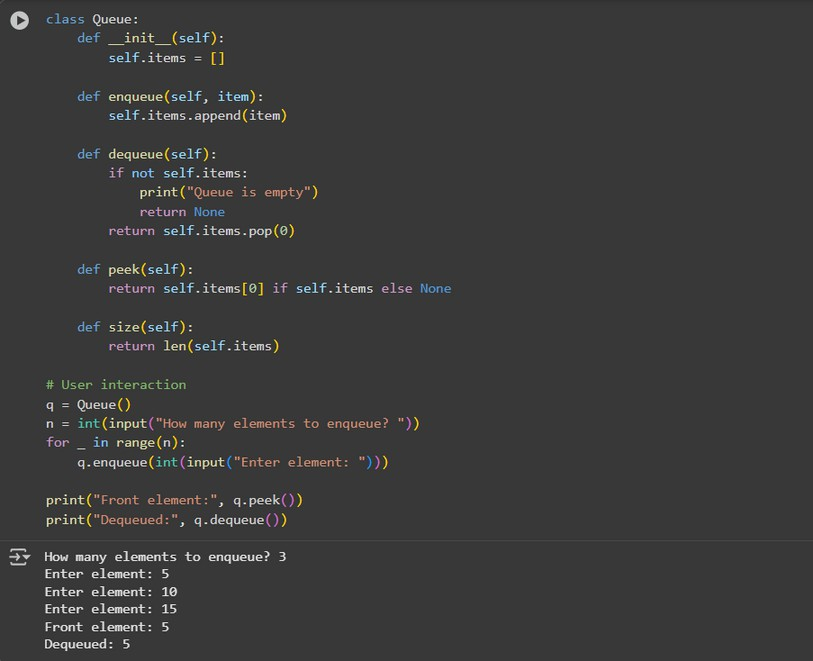 class Queue:
    def __init__(self):
        self.items = []

    def enqueue(self, item):
        self.items.append(item)

    def dequeue(self):
        if not self.items:
            print("Queue is empty")
            return None
        return self.items.pop(0)

    def peek(self):
        return self.items[0] if self.items else None

    def size(self):
        return len(self.items)

# User interaction
q = Queue()
n = int(input("How many elements to enqueue? "))
for _ in range(n):
    q.enqueue(int(input("Enter element: ")))

print("Front element:", q.peek())
print("Dequeued:", q.dequeue())

How many elements to enqueue? 3
Enter element: 5
Enter element: 10
Enter element: 15
Front element: 5
Dequeued: 5